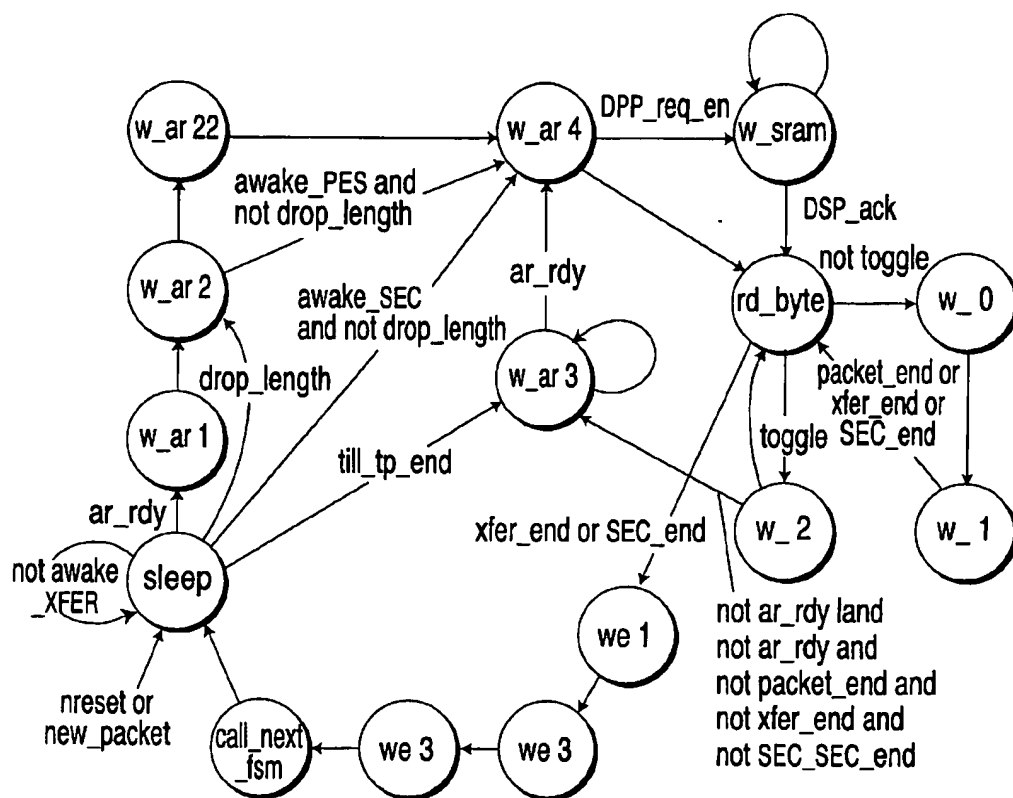 w_ar 22
w_ar 4
DPP_req_en
w_sram
awake_PES and
not drop_length
DSP_ack
w_ar 2
ar_rdy
not toggle
awake_SEC
and not drop_length
rd_byte
w_ 0
drop_length
w_ar 3
packet_end or
xfer_end or
SEC_end
w_ar 1
till_tp_end
toggle
ar_rdy
xfer_end or SEC_end
w_ 2
w_ 1
not awake
_XFER
sleep
we 1
not ar_rdy land
not ar_rdy and
not packet_end and
not xfer_end and
not SEC_SEC_end
nreset or
new_packet
call_next
_fsm
we 3
we 3